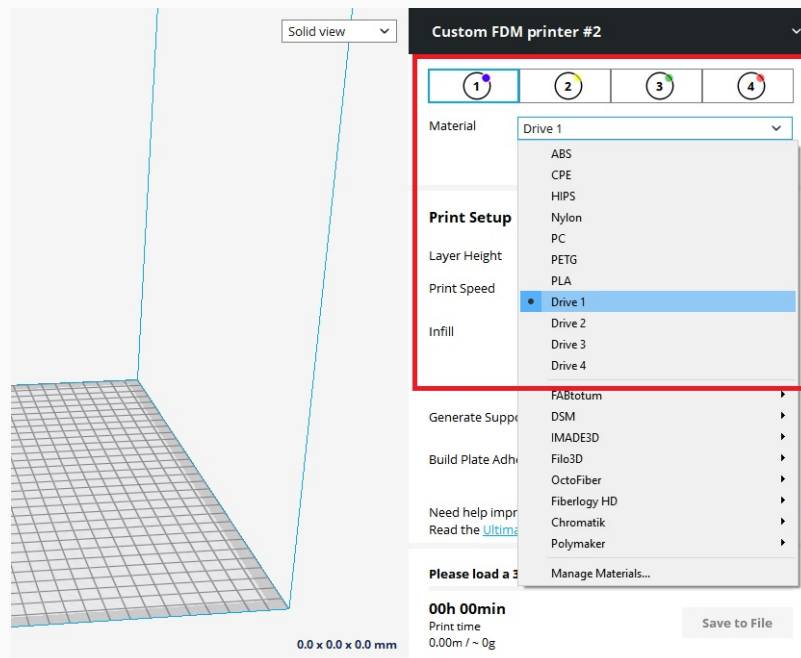 Solid view
Custom FDM printer #2
1 2 3 4
Material
Drive 1
ABS
CPE
HIPS
Nylon
PC
PETG
PLA
Drive 1
Drive 2
Drive 3
Drive 4
Print Setup
Layer Height
Print Speed
Infill
FABtotum
DSM
IMADE3D
Filo3D
OctoFiber
Fiberlogy HD
Chromatik
Polymaker
Manage Materials...
Generate Suppo
Build Plate Adh
Need help impr
Read the Ultima
Please load a 3
00h 00min
Print time
0.00m / ~ 0g
Save to File
0.0 x 0.0 x 0.0 mm